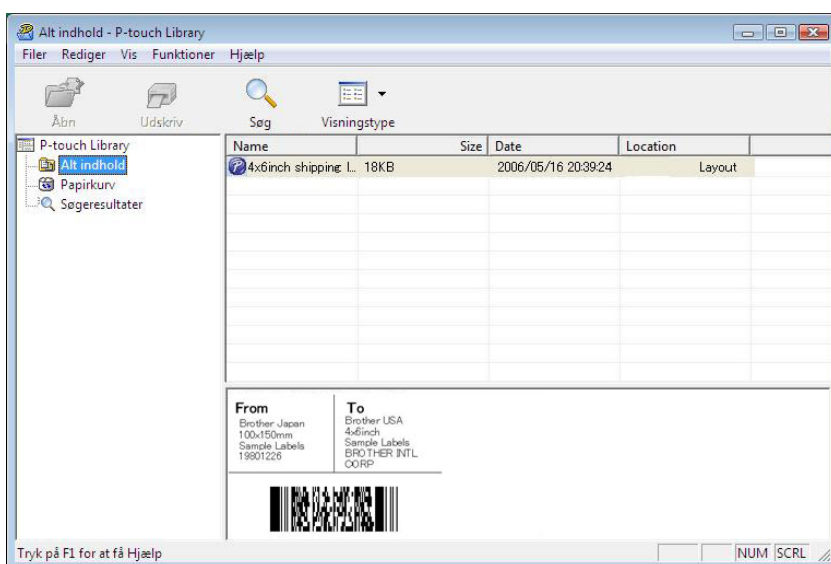 Alt indhold - P-touch Library
Filer Rediger Vis Funktioner Hjælp
Åbn Udskriv Søg Visningstype
P-touch Library
Alt indhold
Papirkurv
Søgeresultater
Name Size Date Location
4x6inch shipping l... 18KB 2006/05/16 20:39:24 Layout
From
Brother Japan
100x150mm
Sample Labels
19801226
To
Brother USA
4x6inch
Sample Labels
BROTHER INTL
CORP
Tryk på F1 for at få Hjælp NUM SCRL